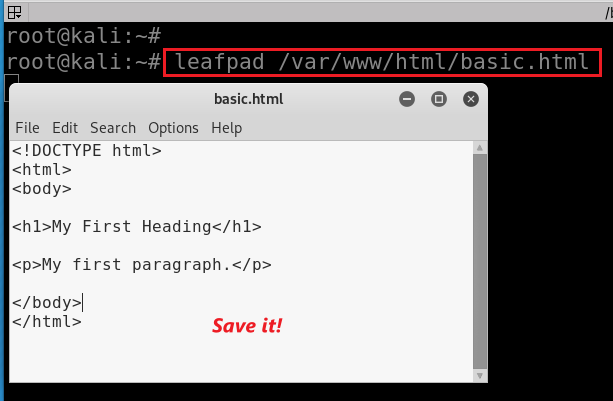 /b
root@kali:~#
root@kali:~# leafpad /var/www/html/basic.html
basic.html
File Edit Search Options Help
<!DOCTYPE html>
<html>
<body>
<h1>My First Heading</h1>
<p>My first paragraph.</p>
</body>
</html>
Save it!